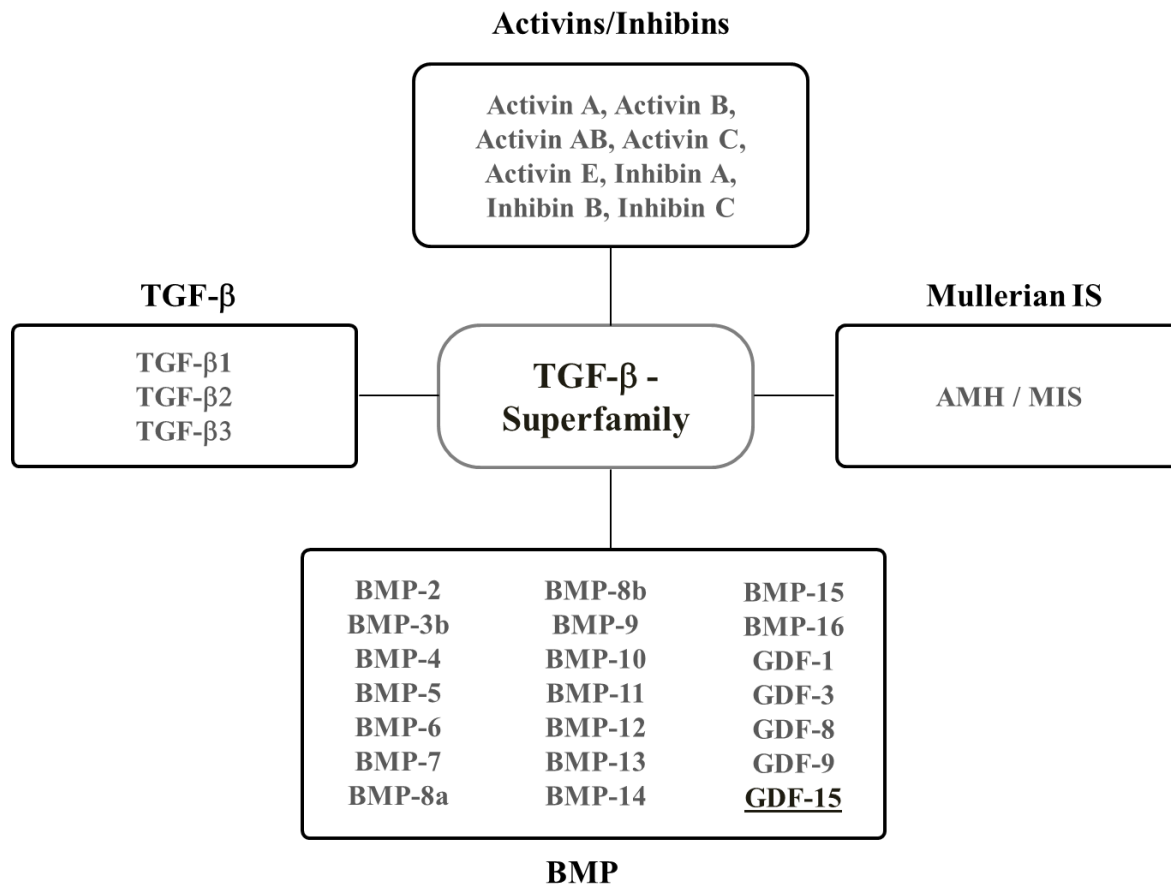 Activins/Inhibins
Activin A, Activin B,
Activin AB, Activin C,
Activin E, Inhibin A,
Inhibin B, Inhibin C
TGF-β
TGF-β1
TGF-β2
TGF-β3
TGF-β -
Superfamily
Mullerian IS
AMH / MIS
BMP-2
BMP-3b
BMP-4
BMP-5
BMP-6
BMP-7
BMP-8a
BMP-8b
BMP-9
BMP-10
BMP-11
BMP-12
BMP-13
BMP-14
BMP-15
BMP-16
GDF-1
GDF-3
GDF-8
GDF-9
GDF-15
BMP